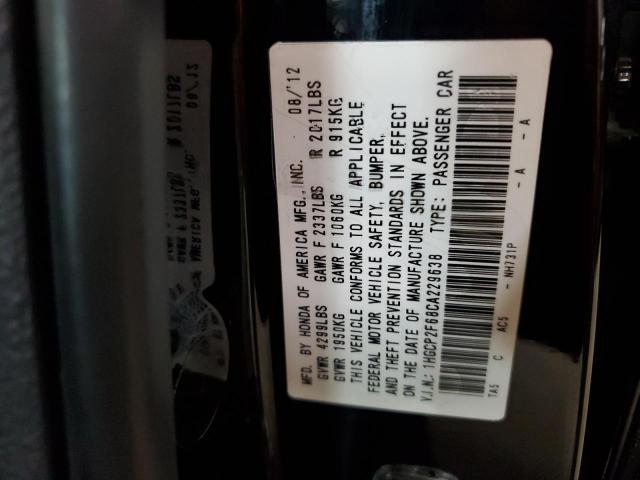 MFD. BY HONDA OF AMERICA MFG., INC. 08/'12
GVWR 4299LBS GAWR F 2337LBS R 2017LBS
GVWR 1950KG GAWR F 1060KG R 915KG
THIS VEHICLE CONFORMS TO ALL APPLICABLE
FEDERAL MOTOR VEHICLE SAFETY, BUMPER,
AND THEFT PREVENTION STANDARDS IN EFFECT
ON THE DATE OF MANUFACTURE SHOWN ABOVE.
V.I.N.: 1HGCP2F68CA229638 TYPE: PASSENGER CAR
TA5 C AC5 - NH731P - A - A